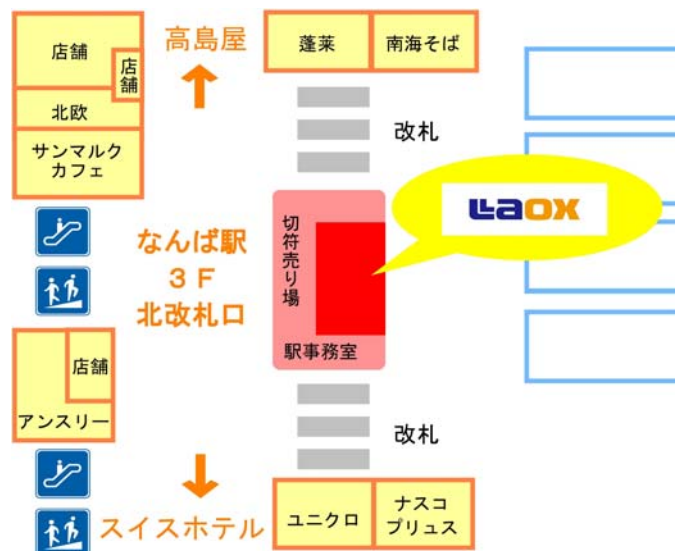 店舗
店
舗
北欧
サンマルク
カフェ
高島屋
蓬莱
南海そば
改札
Laox
なんば駅
３Ｆ
北改札口
切符売り場
駅事務室
店舗
アンスリー
改札
スイスホテル
ユニクロ
ナスコ
プリュス